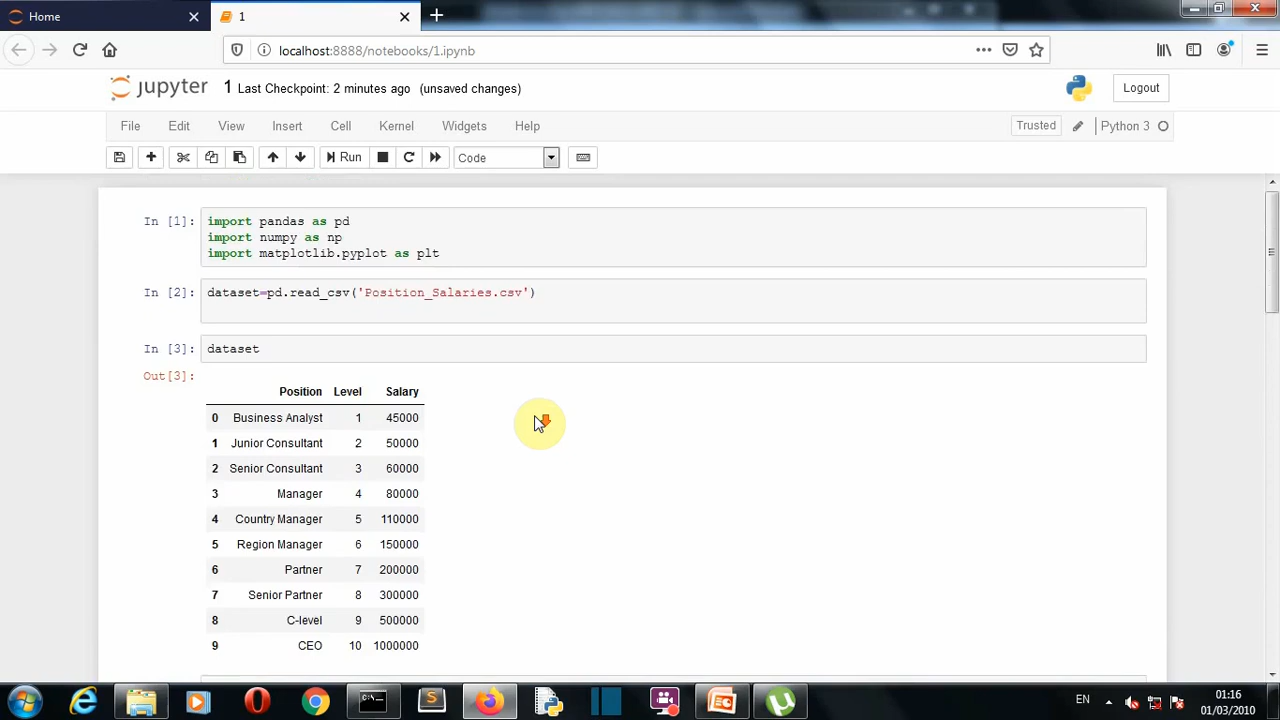 Home
1
localhost:8888/notebooks/1.ipynb
jupyter 1 Last Checkpoint: 2 minutes ago (unsaved changes)
Logout
File Edit View Insert Cell Kernel Widgets Help
Trusted Python 3
Run Code
In [1]: import pandas as pd
import numpy as np
import matplotlib.pyplot as plt
In [2]: dataset=pd.read_csv('Position_Salaries.csv')
In [3]: dataset
Out[3]:
Position Level Salary
0 Business Analyst 1 45000
1 Junior Consultant 2 50000
2 Senior Consultant 3 60000
3 Manager 4 80000
4 Country Manager 5 110000
5 Region Manager 6 150000
6 Partner 7 200000
7 Senior Partner 8 300000
8 C-level 9 500000
9 CEO 10 1000000
EN
01:16
01/03/2010